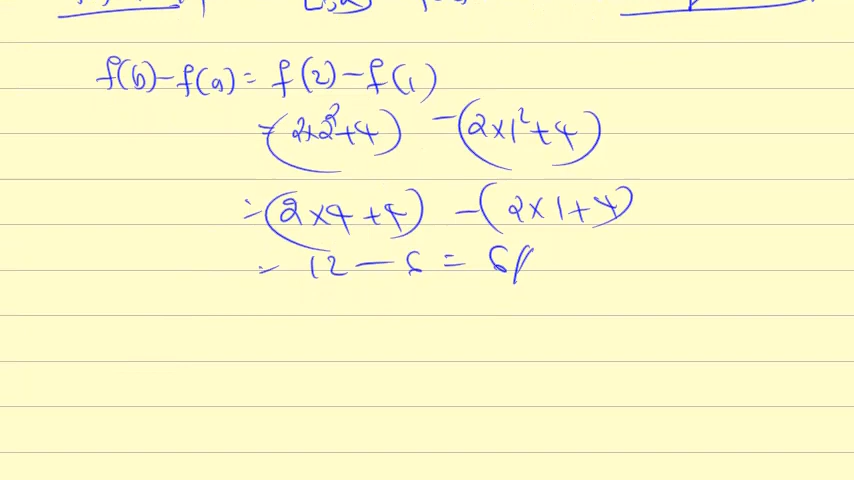 f(b)-f(a) = f(2)-f(1)
=(2×2²+4) -(2×1²+4)
=(2×4+4) -(2×1+4)
= 12 - 6 = 6//